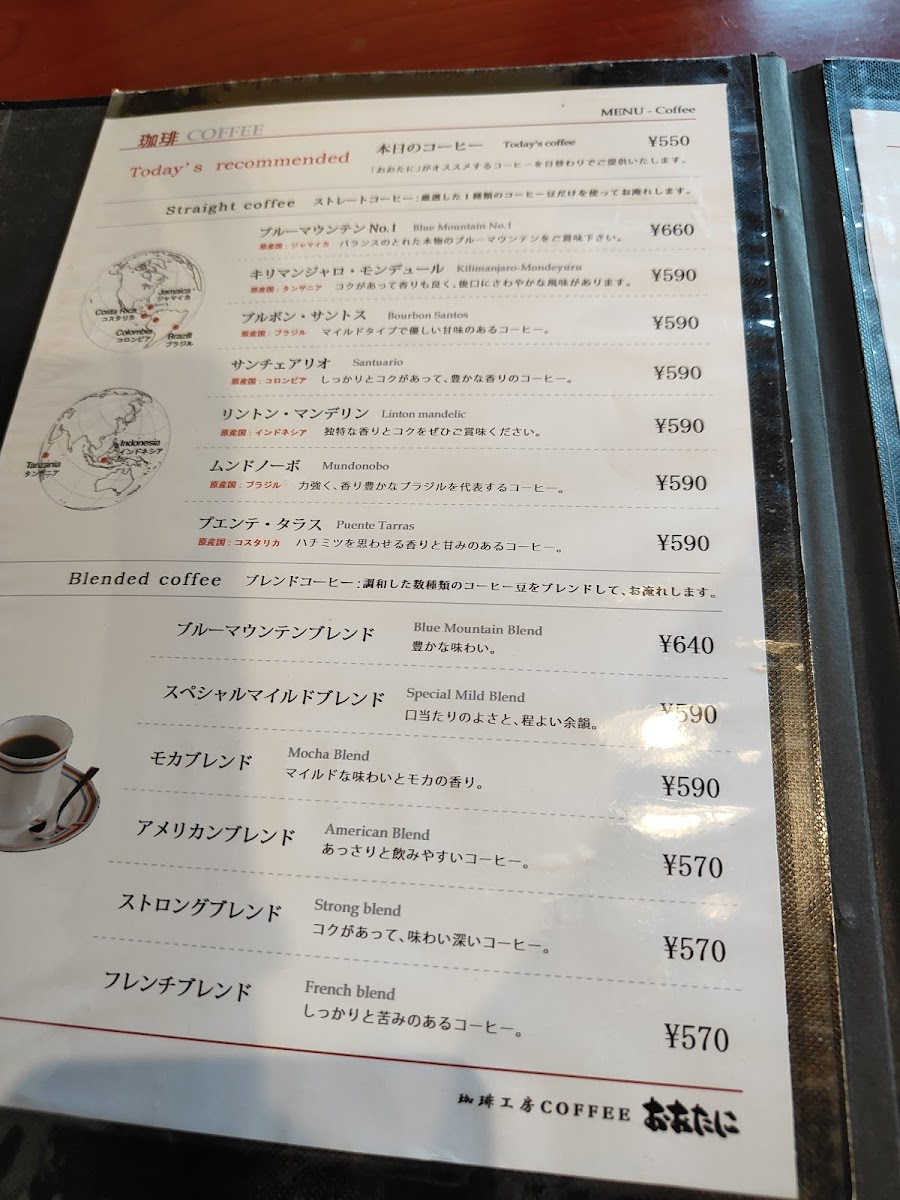 MENU - Coffee
珈琲 COFFEE
Today's recommended
本日のコーヒー Today's coffee ¥550
「おおたに」がオススメするコーヒーを日替わりでご提供いたします。
Straight coffee ストレートコーヒー：厳選した１種類のコーヒー豆だけを使ってお淹れします。
ブルーマウンテン No.1 Blue Mountain No.1 ¥660
原産国：ジャマイカ バランスのとれた本物のブルーマウンテンをご賞味下さい。
キリマンジャロ・モンデュール Kilimanjaro-Mondeyuru ¥590
原産国：タンザニア コクがあって香りも良く、後口にさわやかな風味があります。
ブルボン・サントス Bourbon Santos ¥590
原産国：ブラジル マイルドタイプで優しい甘味のあるコーヒー。
サンチュアリオ Santuario ¥590
原産国：コロンビア しっかりとコクがあって、豊かな香りのコーヒー。
リントン・マンデリン Linton mandelic ¥590
原産国：インドネシア 独特な香りとコクをぜひご賞味ください。
ムンドノーボ Mundonobo ¥590
原産国：ブラジル 力強く、香り豊かなブラジルを代表するコーヒー。
プエンテ・タラス Puente Tarras ¥590
原産国：コスタリカ ハチミツを思わせる香りと甘みのあるコーヒー。
Jamaica
ジャマイカ
Costa Rica
コスタリカ
Colombia
コロンビア
Brazil
ブラジル
Indonesia
インドネシア
Tanzania
タンザニア
Blended coffee ブレンドコーヒー：調和した数種類のコーヒー豆をブレンドして、お淹れします。
ブルーマウンテンブレンド Blue Mountain Blend ¥640
豊かな味わい。
スペシャルマイルドブレンド Special Mild Blend ¥590
口当たりのよさと、程よい余韻。
モカブレンド Mocha Blend ¥590
マイルドな味わいとモカの香り。
アメリカンブレンド American Blend ¥570
あっさりと飲みやすいコーヒー。
ストロングブレンド Strong blend ¥570
コクがあって、味わい深いコーヒー。
フレンチブレンド French blend ¥570
しっかりと苦みのあるコーヒー。
珈琲工房COFFEE おおたに